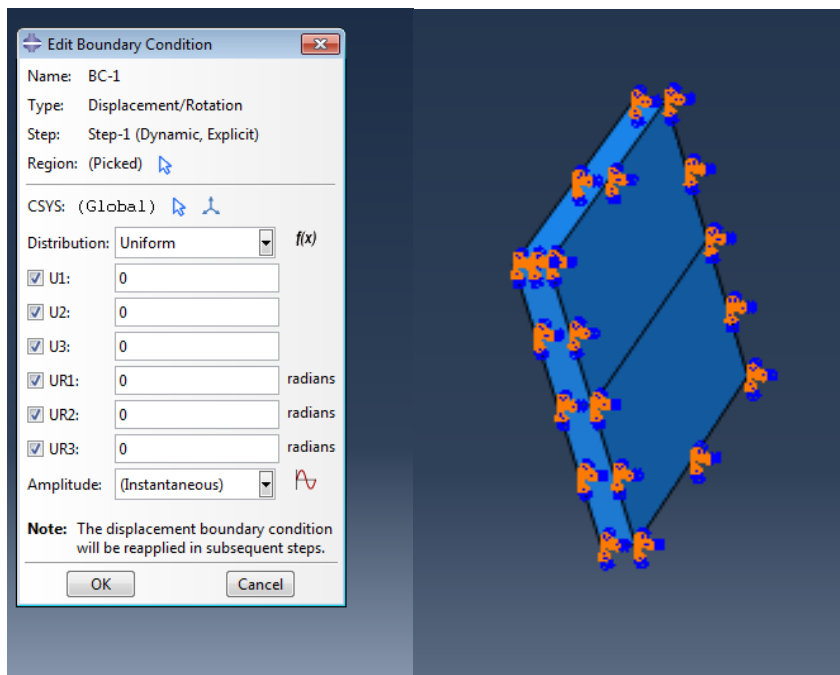 Edit Boundary Condition
Name: BC-1
Type: Displacement/Rotation
Step: Step-1 (Dynamic, Explicit)
Region: (Picked)
CSYS: (Global)
Distribution: Uniform f(x)
U1: 0
U2: 0
U3: 0
UR1: 0 radians
UR2: 0 radians
UR3: 0 radians
Amplitude: (Instantaneous)
Note: The displacement boundary condition
will be reapplied in subsequent steps.
OK Cancel